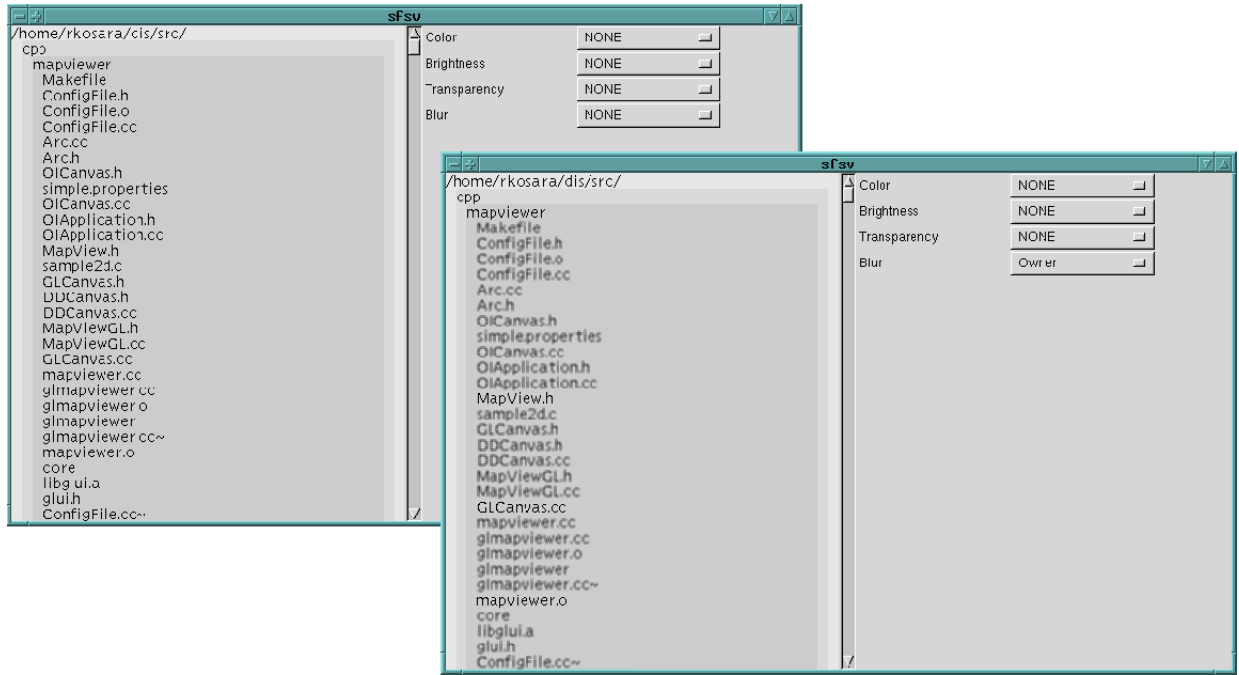 sfsv
/home/rkosara/dis/src/
cpp
mapviewer
Makefile
ConfigFile.h
ConfigFile.o
ConfigFile.cc
Arc.cc
Arc.h
OICanvas.h
simple.properties
OICanvas.cc
OIApplication.h
OIApplication.cc
MapView.h
sample2d.c
GLCanvas.h
DDCanvas.h
DDCanvas.cc
MapViewGL.h
MapViewGL.cc
GLCanvas.cc
mapviewer.cc
glmapviewer.cc
glmapviewer.o
glmapviewer
glmapviewer.cc~
mapviewer.o
core
libglui.a
glui.h
ConfigFile.cc~
Color NONE
Brightness NONE
Transparency NONE
Blur NONE
sfsv
/home/rkosara/dis/src/
cpp
mapviewer
Makefile
ConfigFile.h
ConfigFile.o
ConfigFile.cc
Arc.cc
Arc.h
OICanvas.h
simple.properties
OICanvas.cc
OIApplication.h
OIApplication.cc
MapView.h
sample2d.c
GLCanvas.h
DDCanvas.h
DDCanvas.cc
MapViewGL.h
MapViewGL.cc
GLCanvas.cc
mapviewer.cc
glmapviewer.cc
glmapviewer.o
glmapviewer
glmapviewer.cc~
mapviewer.o
core
libglui.a
glui.h
ConfigFile.cc~
Color NONE
Brightness NONE
Transparency NONE
Blur Owner